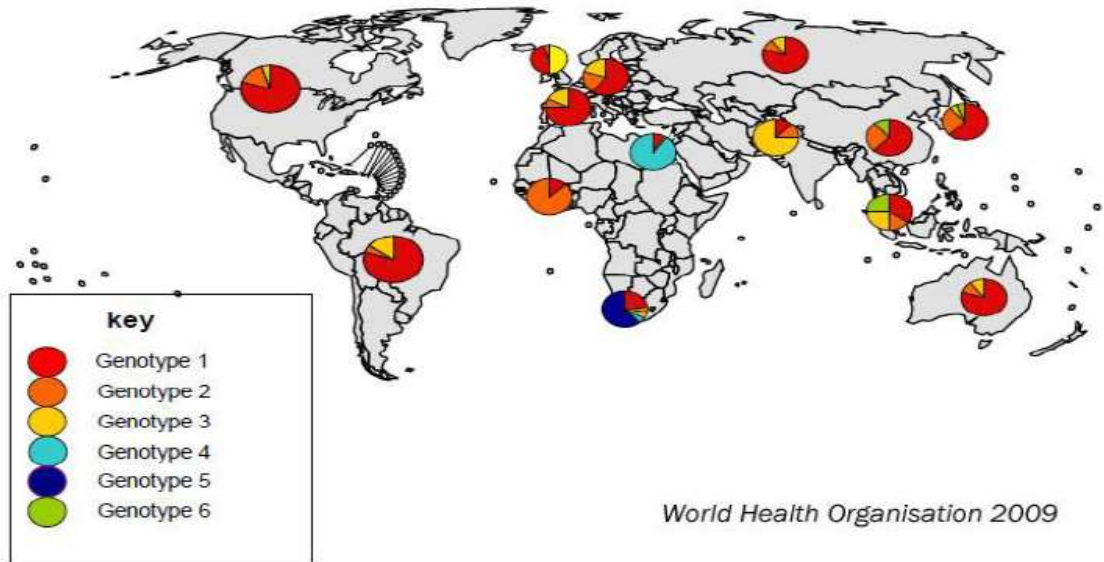 key
Genotype 1
Genotype 2
Genotype 3
Genotype 4
Genotype 5
Genotype 6
World Health Organisation 2009